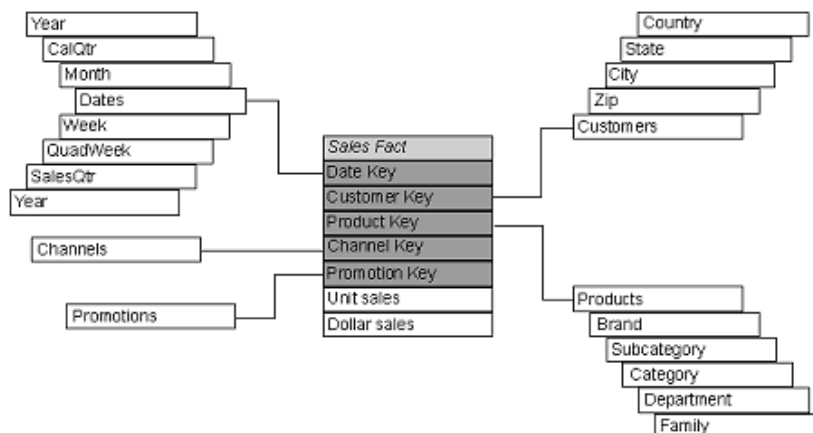 Year
CalQtr
Month
Dates
Week
QuadWeek
SalesQtr
Year
Channels
Promotions
Sales Fact
Date Key
Customer Key
Product Key
Channel Key
Promotion Key
Unit sales
Dollar sales
Country
State
City
Zip
Customers
Products
Brand
Subcategory
Category
Department
Family